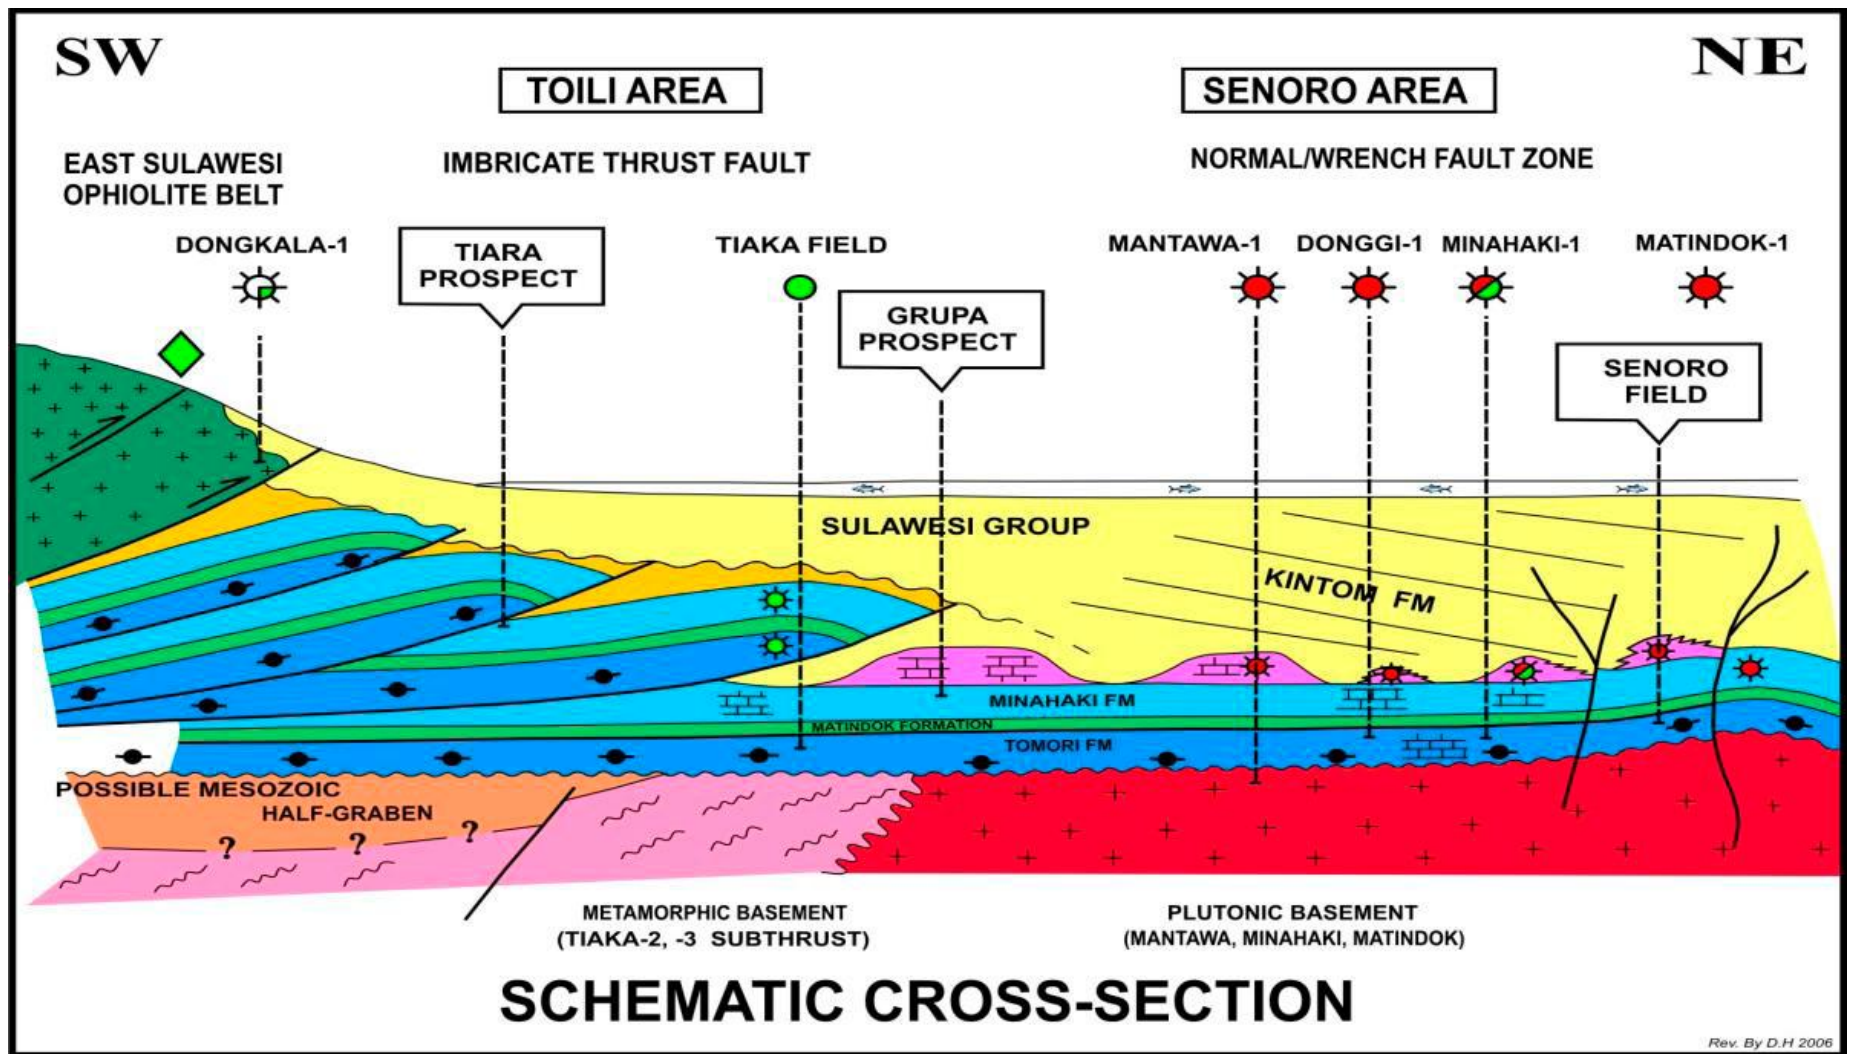 SW
NE
TOILI AREA
SENORO AREA
EAST SULAWESI
OPHIOLITE BELT
IMBRICATE THRUST FAULT
NORMAL/WRENCH FAULT ZONE
DONGKALA-1
TIARA
PROSPECT
TIAKA FIELD
GRUPA
PROSPECT
MANTAWA-1
DONGGI-1
MINAHAKI-1
MATINDOK-1
SENORO
FIELD
SULAWESI GROUP
KINTOM FM
MINAHAKI FM
MATINDOK FORMATION
TOMORI FM
POSSIBLE MESOZOIC
HALF-GRABEN
? ? ?
METAMORPHIC BASEMENT
(TIAKA-2, -3 SUBTHRUST)
PLUTONIC BASEMENT
(MANTAWA, MINAHAKI, MATINDOK)
SCHEMATIC CROSS-SECTION
Rev. By D.H 2006